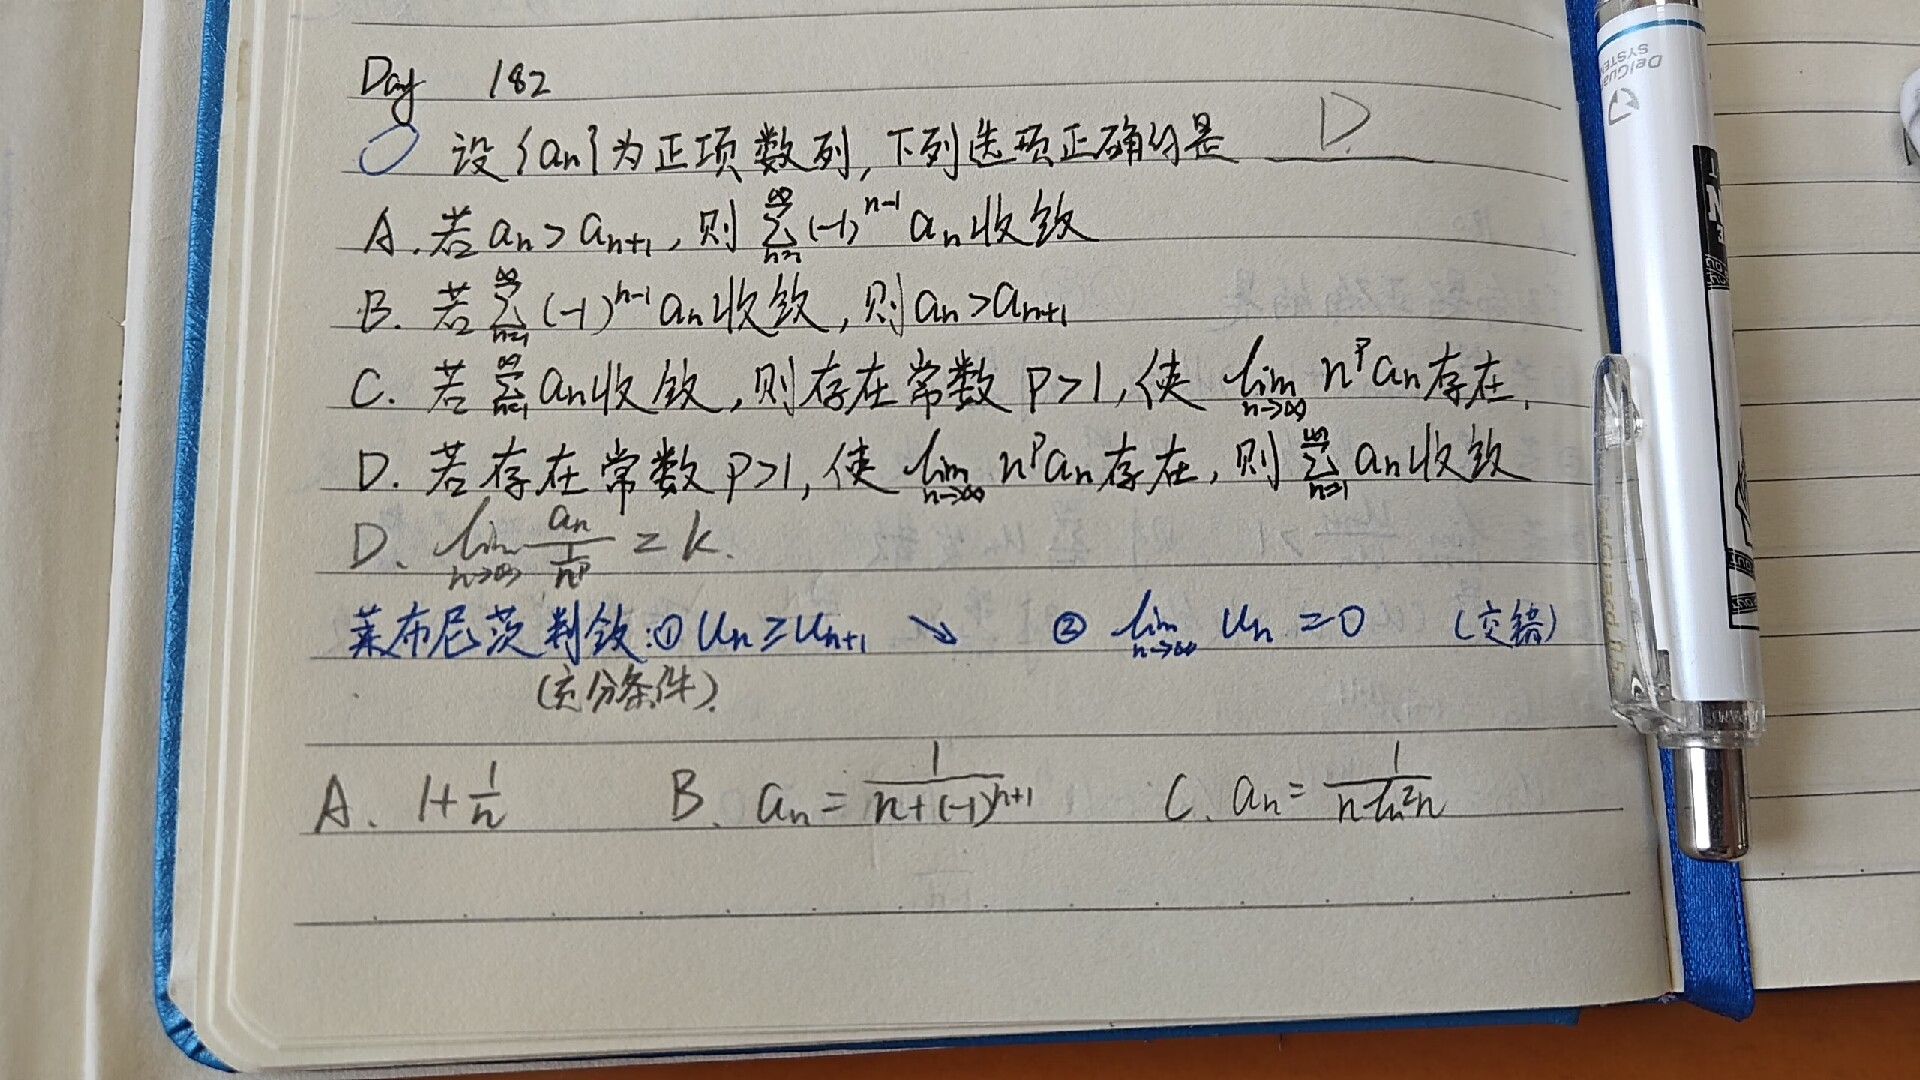 Day 182
设{an}为正项数列,下列选项正确的是 D.
A.若an>an+1,则∑n=1∞(-1)^n-1 an收敛
B.若∑n=1∞(-1)^n-1 an收敛,则an>an+1
C.若∑n=1∞an收敛,则存在常数P>1,使lim n→∞ n^P an存在.
D.若存在常数P>1,使lim n→∞ n^P an存在,则∑n=1∞an收敛
D. lim n→∞ an/(1/n^P) = k.
莱布尼茨判敛:① Un≥Un+1 ↘ ② lim n→∞ Un=0 (交错)
(充分条件).
A. 1+1/n B. an=1/(n+(-1)^n+1) C. an=1/(n ln²n)
DelGuard
SYSTEM